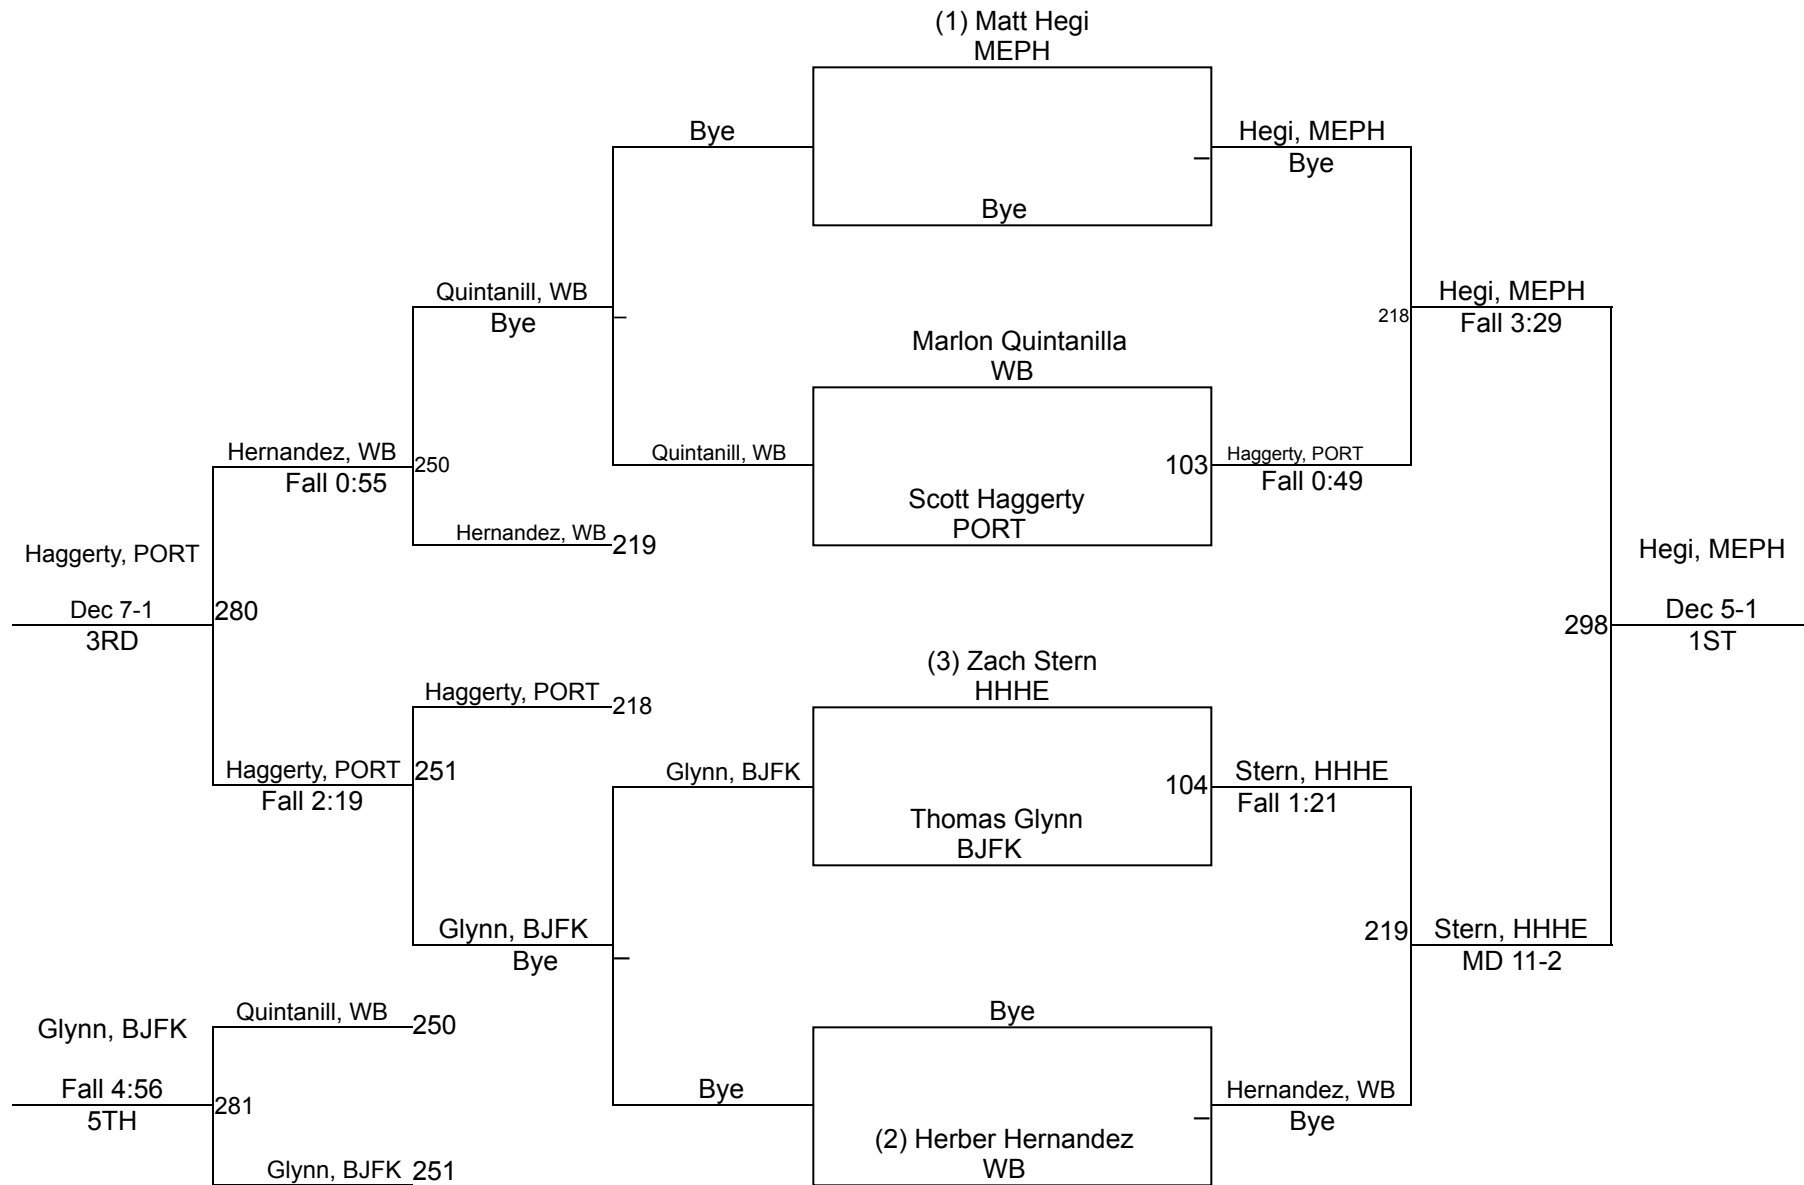 (1) Matt Hegi
MEPH
Bye
Hegi, MEPH
Bye
Bye
Quintanill, WB
Bye
Hegi, MEPH
218
Fall 3:29
Marlon Quintanilla
WB
Hernandez, WB
250
Fall 0:55
Quintanill, WB
103
Haggerty, PORT
Fall 0:49
Scott Haggerty
PORT
Hernandez, WB
219
Haggerty, PORT
Hegi, MEPH
Dec 7-1
280
3RD
298
Dec 5-1
1ST
(3) Zach Stern
HHHE
Haggerty, PORT
218
Haggerty, PORT
251
Fall 2:19
Glynn, BJFK
104
Stern, HHHE
Fall 1:21
Thomas Glynn
BJFK
Glynn, BJFK
Bye
219
Stern, HHHE
MD 11-2
Quintanill, WB
250
Bye
Glynn, BJFK
Fall 4:56
281
5TH
Bye
Hernandez, WB
Bye
(2) Herber Hernandez
WB
Glynn, BJFK
251